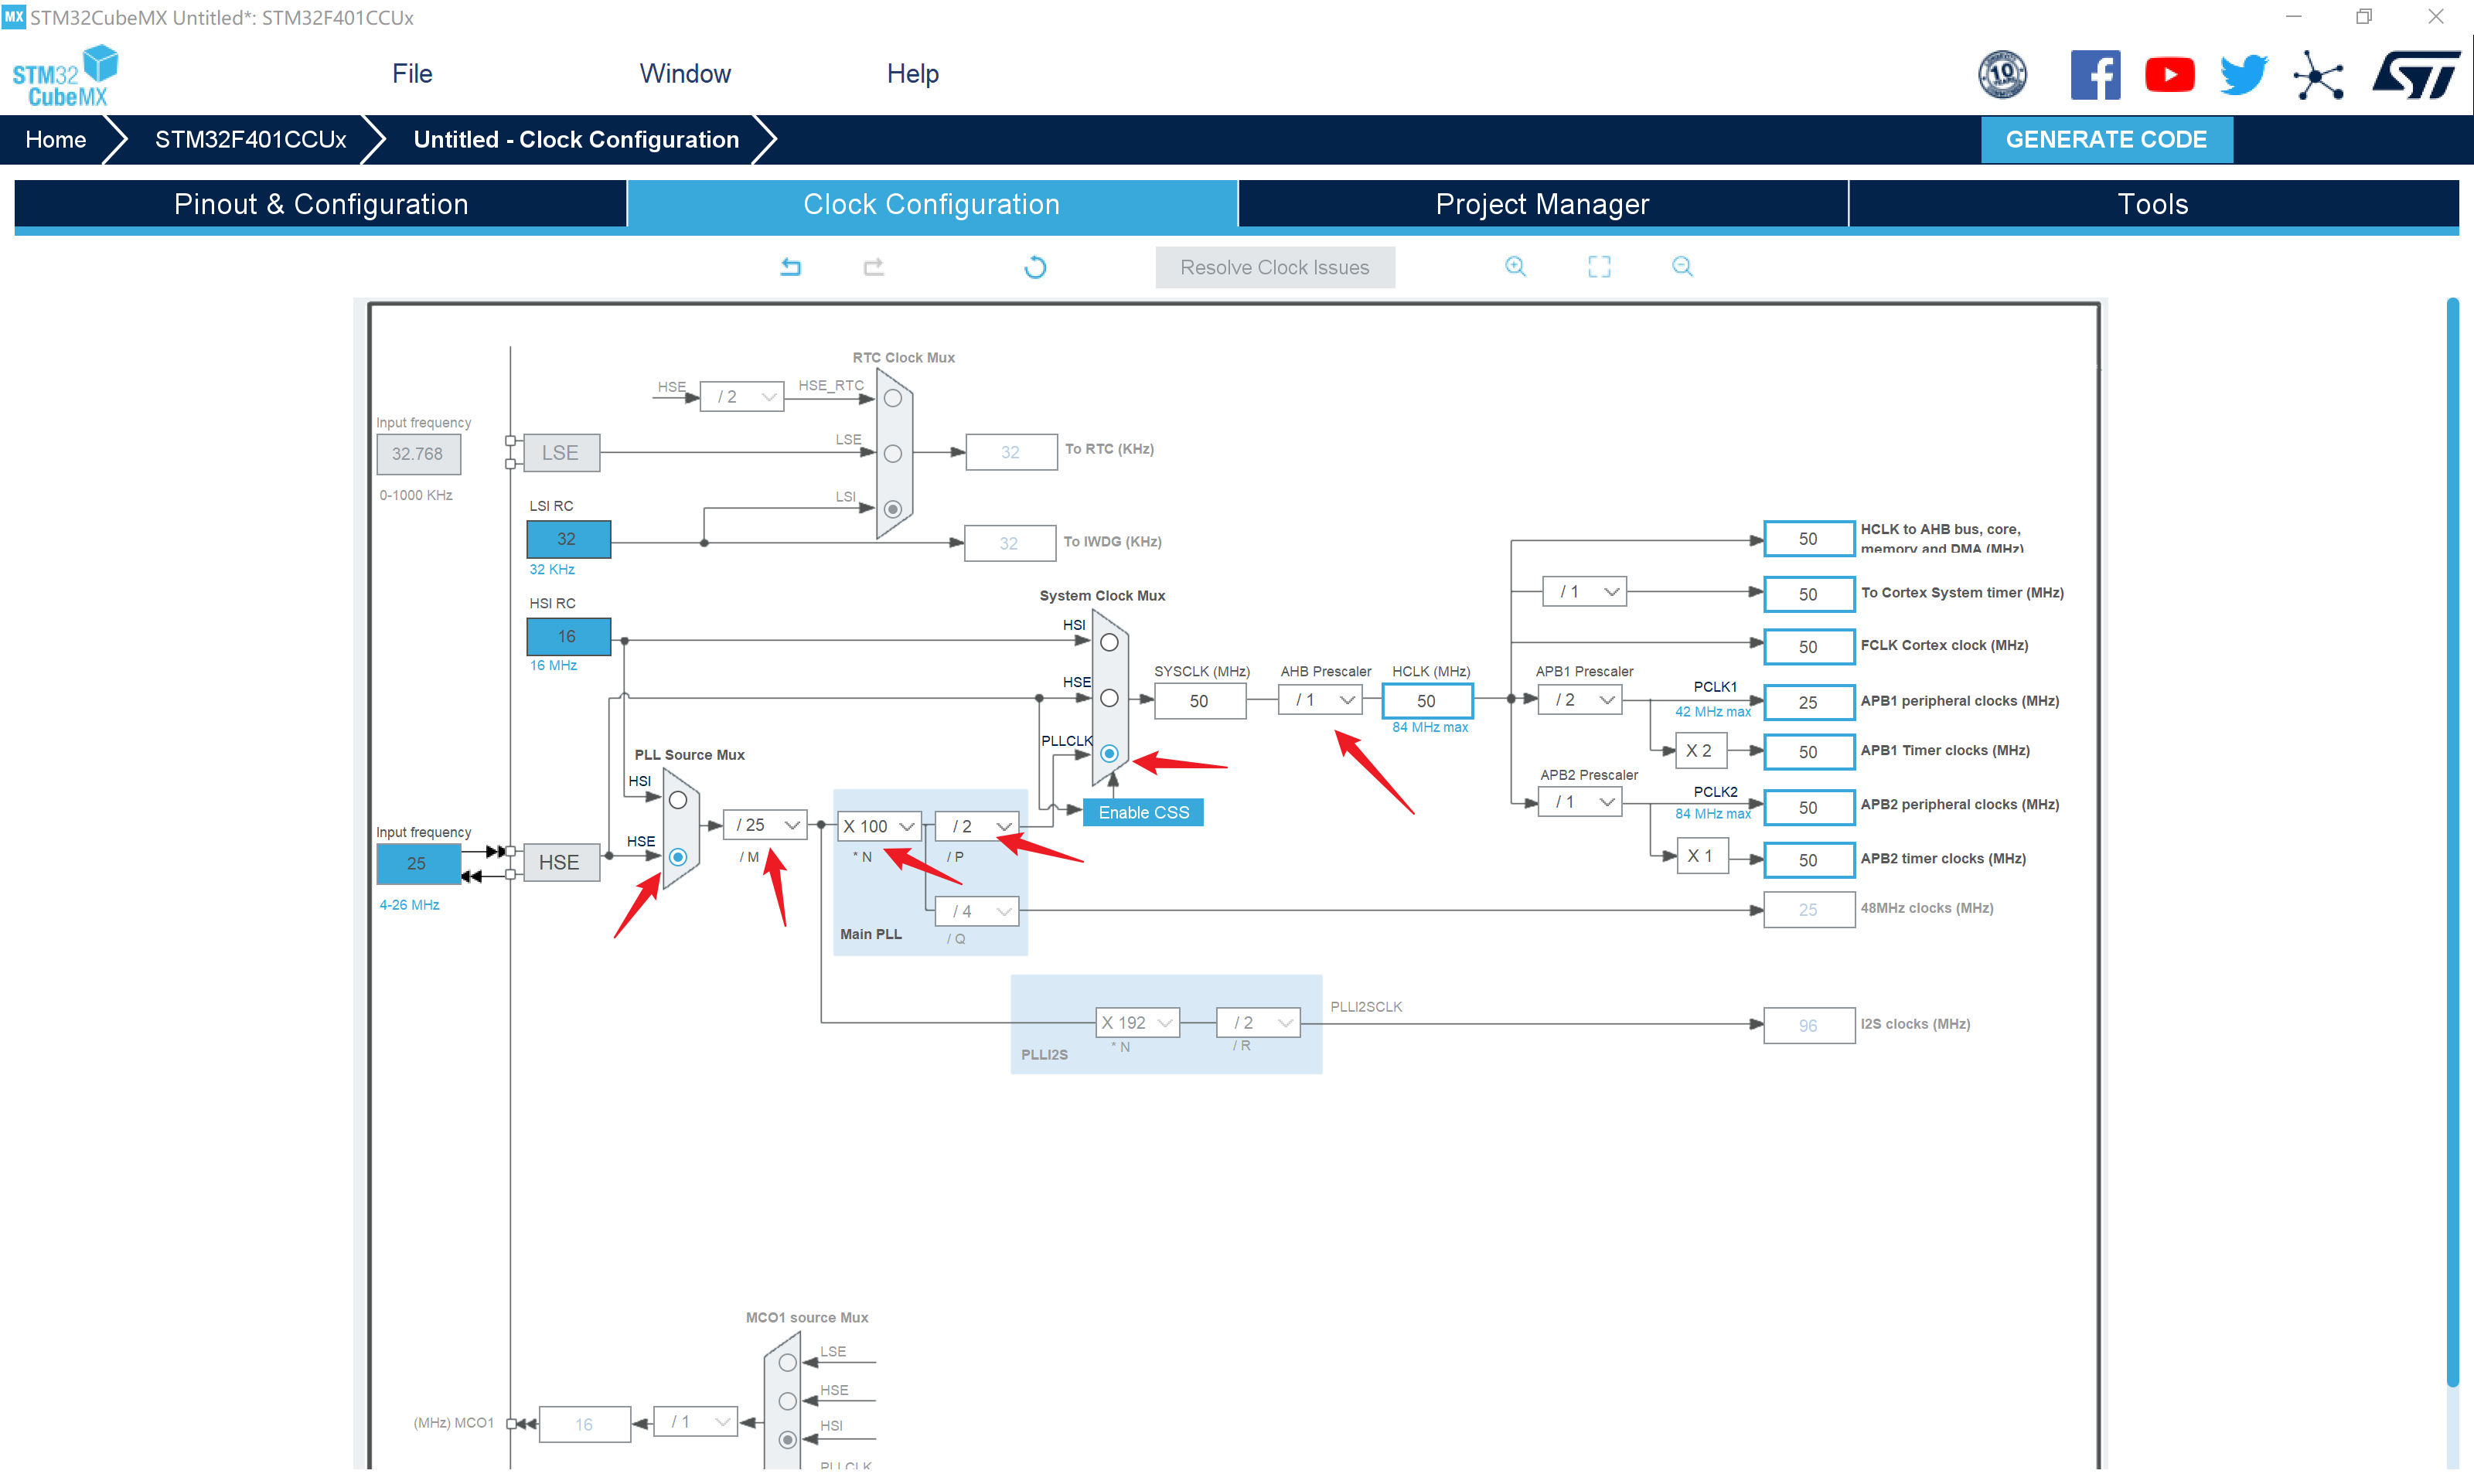 MX STM32CubeMX Untitled*: STM32F401CCUx
STM32 CubeMX
File Window Help
10 YEARS
Home STM32F401CCUx Untitled - Clock Configuration GENERATE CODE
Pinout & Configuration Clock Configuration Project Manager Tools
Resolve Clock Issues
RTC Clock Mux
HSE / 2 HSE_RTC
Input frequency
32.768
0-1000 KHz
LSE
LSE
32 To RTC (KHz)
LSI
LSI RC
32
32 KHz
32 To IWDG (KHz)
HSI RC
16
16 MHz
System Clock Mux
HSI
HSE
PLLCLK
Enable CSS
SYSCLK (MHz)
50
AHB Prescaler
/ 1
HCLK (MHz)
50
84 MHz max
50 HCLK to AHB bus, core,
memory and DMA (MHz)
/ 1 50 To Cortex System timer (MHz)
50 FCLK Cortex clock (MHz)
APB1 Prescaler
/ 2
PCLK1
42 MHz max
25 APB1 peripheral clocks (MHz)
X 2 50 APB1 Timer clocks (MHz)
APB2 Prescaler
/ 1
PCLK2
84 MHz max
50 APB2 peripheral clocks (MHz)
X 1 50 APB2 timer clocks (MHz)
25 48MHz clocks (MHz)
PLL Source Mux
HSI
HSE
Input frequency
25
4-26 MHz
HSE
/ 25
/ M
X 100
* N
/ 2
/ P
/ 4
/ Q
Main PLL
X 192
* N
/ 2
/ R
PLLI2S
PLLI2SCLK
96 I2S clocks (MHz)
MCO1 source Mux
LSE
HSE
HSI
PLLCLK
(MHz) MCO1 16 / 1